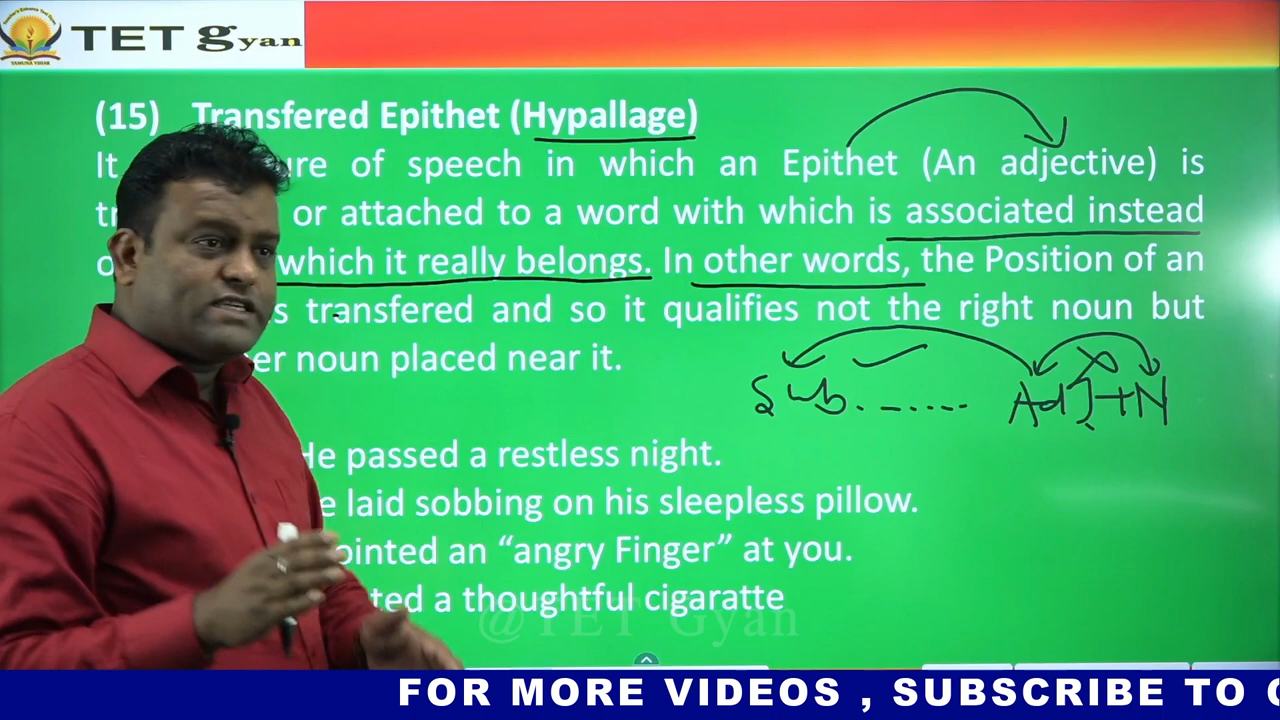 TET Gyan
YAMUNA VIHAR
(15) Transfered Epithet (Hypallage)
It ure of speech in which an Epithet (An adjective) is
or attached to a word with which is associated instead
which it really belongs. In other words, the Position of an
transfered and so it qualifies not the right noun but
er noun placed near it.
Sub. Adj+N
He passed a restless night.
e laid sobbing on his sleepless pillow.
ointed an “angry Finger” at you.
ted a thoughtful cigaratte
@TET Gyan
FOR MORE VIDEOS , SUBSCRIBE TO